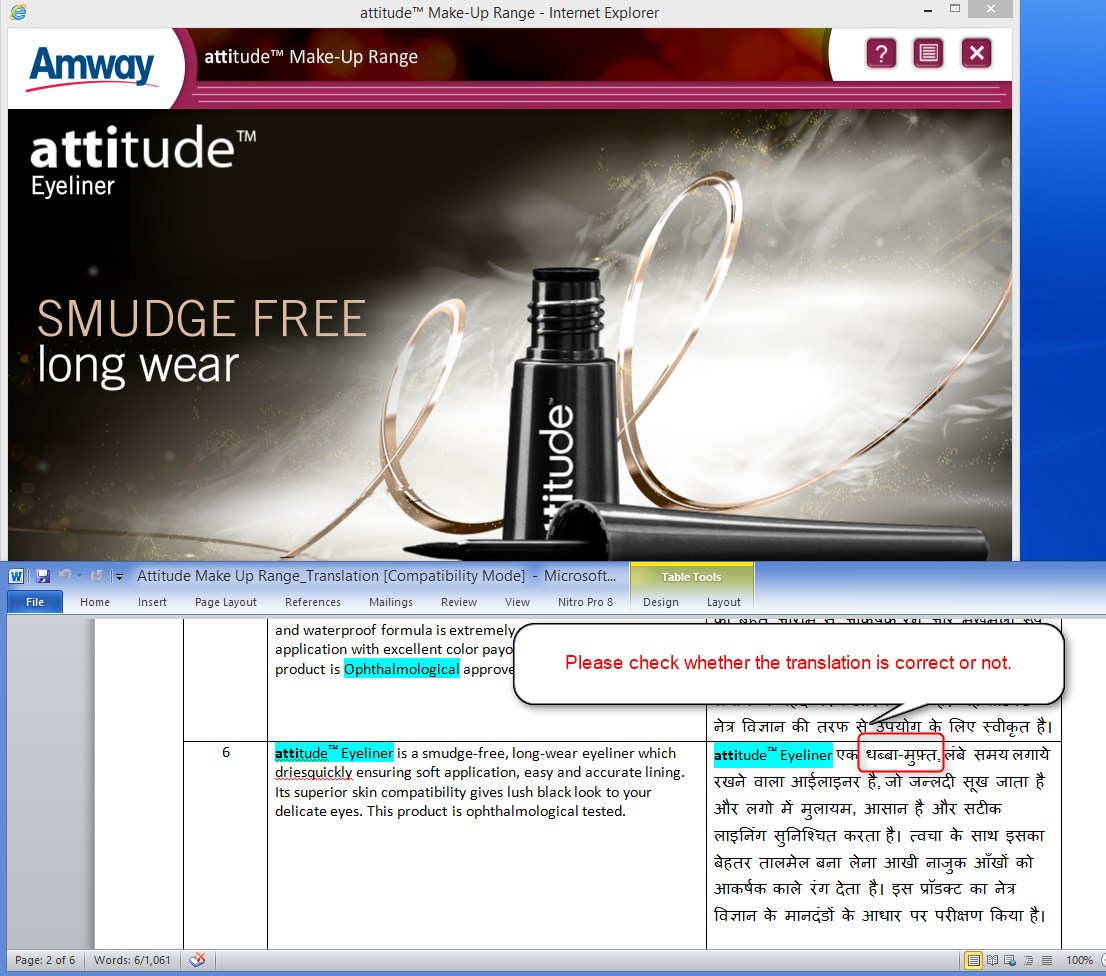 attitude™ Make-Up Range - Internet Explorer
Amway
attitude™ Make-Up Range
?
attitude™
Eyeliner
SMUDGE FREE
long wear
attitude™
Attitude Make Up Range_Translation [Compatibility Mode] - Microsoft...
Table Tools
File Home Insert Page Layout References Mailings Review View Nitro Pro 8 Design Layout
and waterproof formula is extremely
application with excellent color payo
product is Ophthalmological approve
Please check whether the translation is correct or not.
नेत्र विज्ञान की तरफ से उपयोग के लिए स्वीकृत है।
6
attitude™ Eyeliner is a smudge-free, long-wear eyeliner which
driesquickly ensuring soft application, easy and accurate lining.
Its superior skin compatibility gives lush black look to your
delicate eyes. This product is ophthalmological tested.
attitude™ Eyeliner एक धब्बा-मुफ़्त, लंबे समय लगाये
रखने वाला आईलाइनर है, जो जल्दी सूख जाता है
और लगो में मुलायम, आसान है और सटीक
लाइनिंग सुनिश्चित करता है। त्वचा के साथ इसका
बेहतर तालमेल बना लेना आखी नाजुक आँखों को
आकर्षक काले रंग देता है। इस प्रॉडक्ट का नेत्र
विज्ञान के मानदंडों के आधार पर परीक्षण किया है।
Page: 2 of 6 Words: 6/1,061 100%